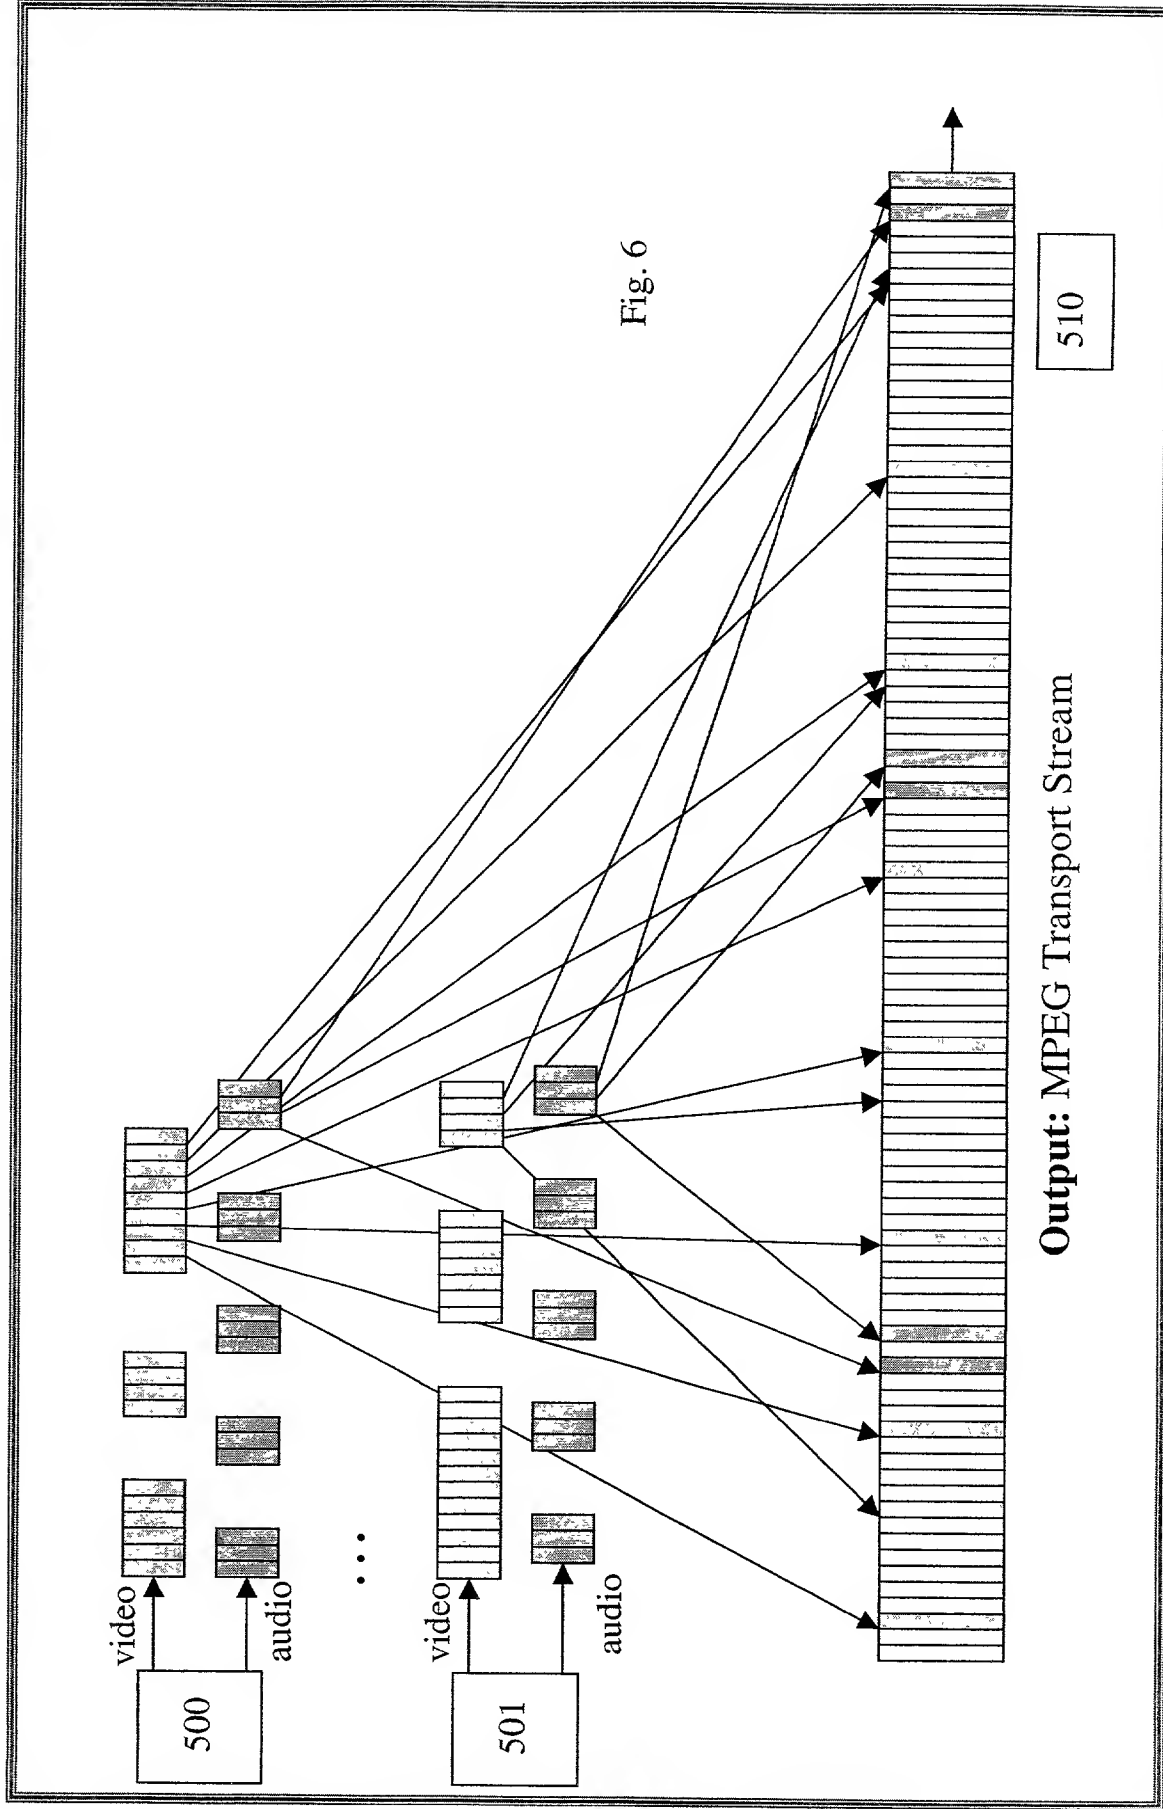 500
video
audio
...
501
video
audio
Fig. 6
Output: MPEG Transport Stream
510